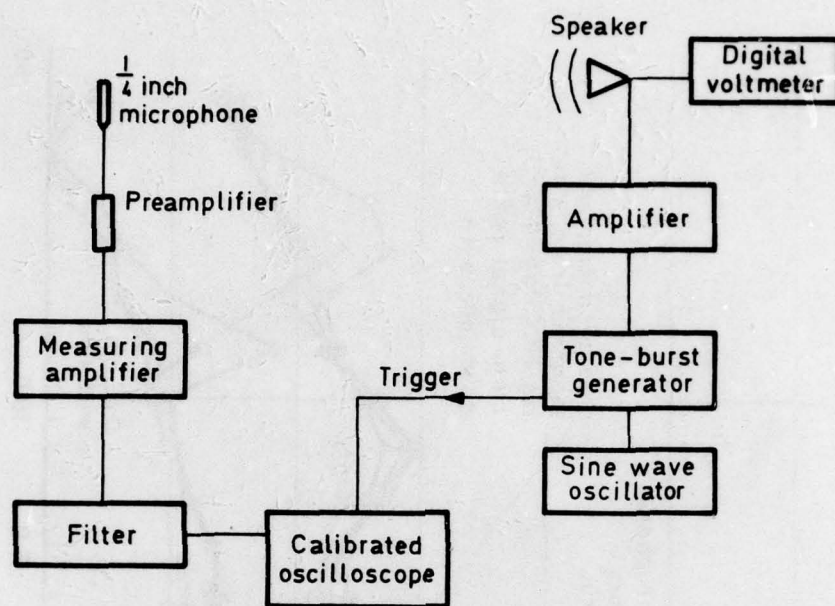 Speaker
Digital
voltmeter
1/4 inch
microphone
Preamplifier
Amplifier
Measuring
amplifier
Trigger
Tone-burst
generator
Sine wave
oscillator
Filter
Calibrated
oscilloscope